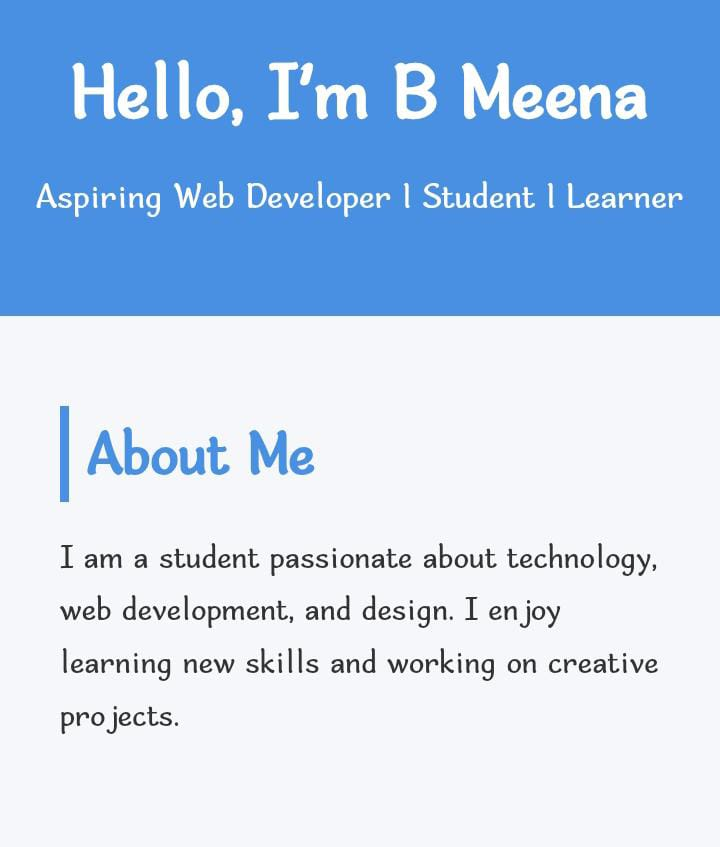 Hello, I'm B Meena
Aspiring Web Developer | Student | Learner
About Me
I am a student passionate about technology,
web development, and design. I enjoy
learning new skills and working on creative
projects.